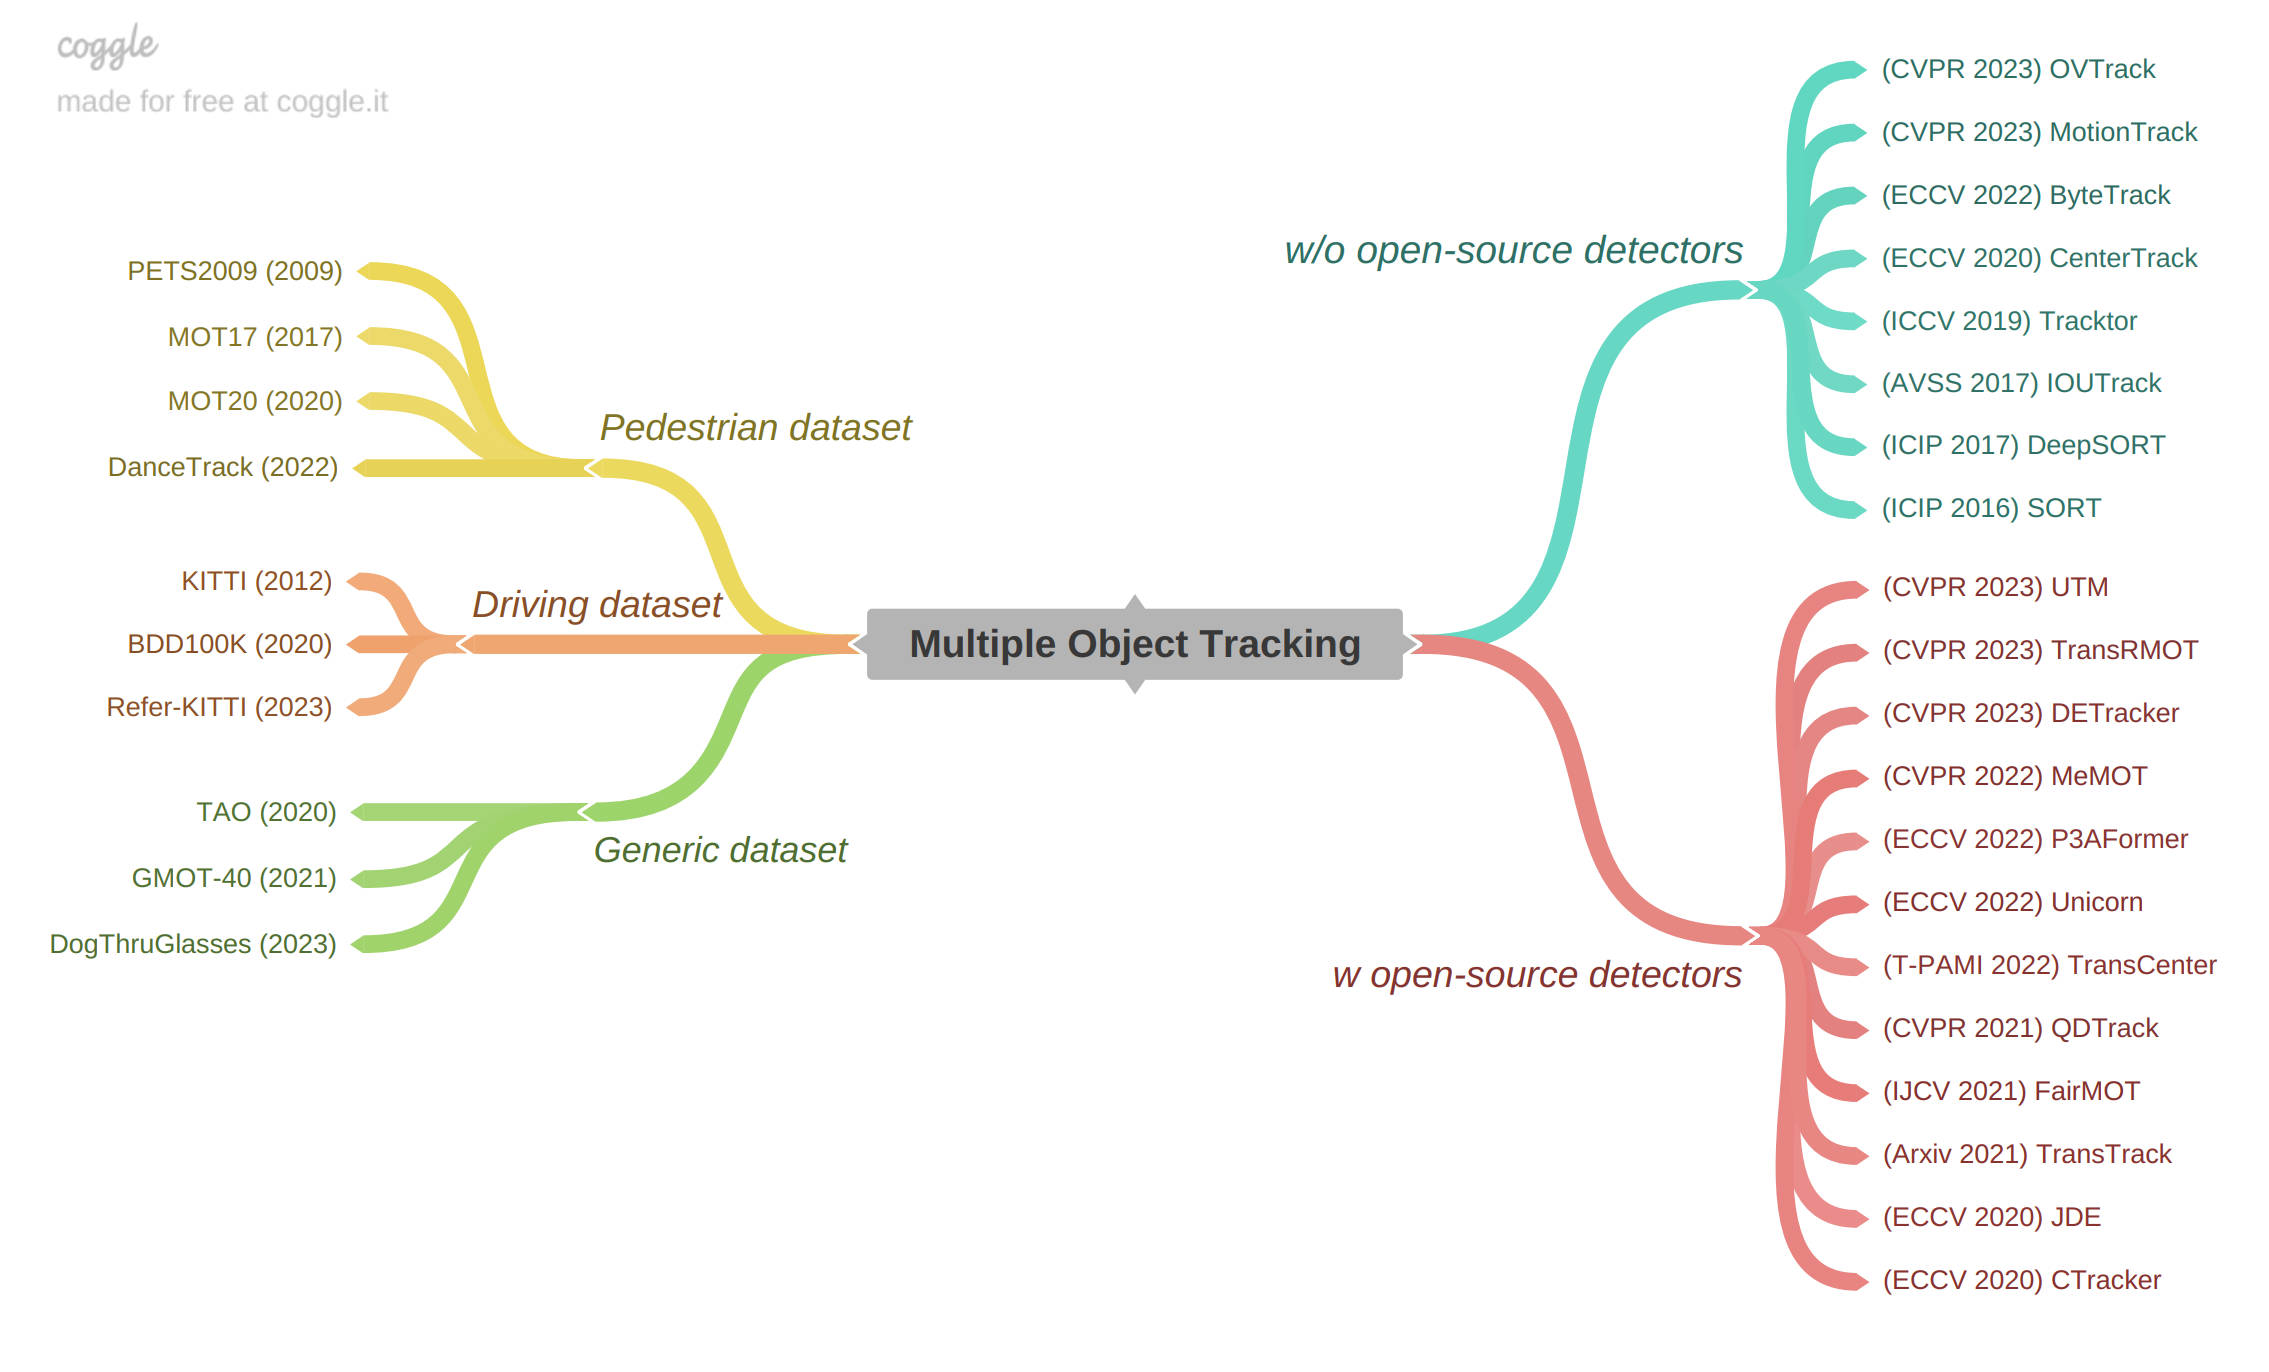 coggle
made for free at coggle.it
Multiple Object Tracking
Pedestrian dataset
PETS2009 (2009)
MOT17 (2017)
MOT20 (2020)
DanceTrack (2022)
Driving dataset
KITTI (2012)
BDD100K (2020)
Refer-KITTI (2023)
Generic dataset
TAO (2020)
GMOT-40 (2021)
DogThruGlasses (2023)
w/o open-source detectors
(CVPR 2023) OVTrack
(CVPR 2023) MotionTrack
(ECCV 2022) ByteTrack
(ECCV 2020) CenterTrack
(ICCV 2019) Tracktor
(AVSS 2017) IOUTrack
(ICIP 2017) DeepSORT
(ICIP 2016) SORT
w open-source detectors
(CVPR 2023) UTM
(CVPR 2023) TransRMOT
(CVPR 2023) DETracker
(CVPR 2022) MeMOT
(ECCV 2022) P3AFormer
(ECCV 2022) Unicorn
(T-PAMI 2022) TransCenter
(CVPR 2021) QDTrack
(IJCV 2021) FairMOT
(Arxiv 2021) TransTrack
(ECCV 2020) JDE
(ECCV 2020) CTracker